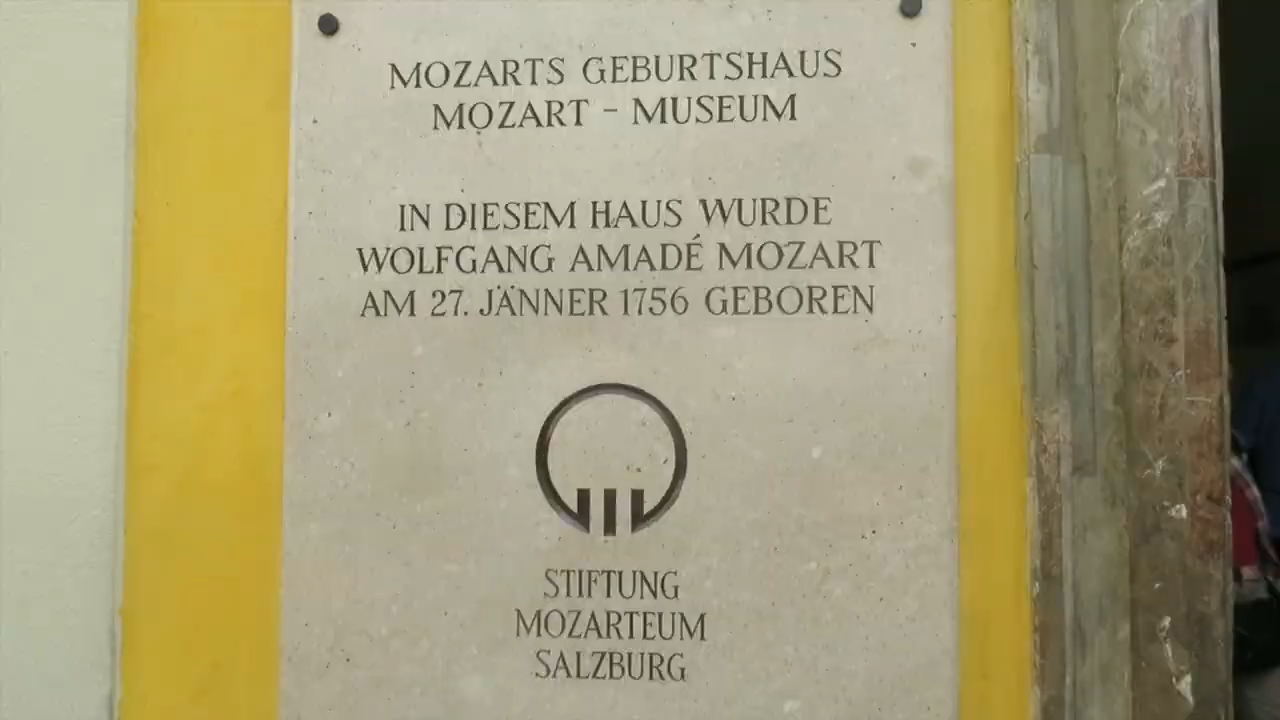 MOZARTS GEBURTSHAUS
MOZART - MUSEUM
IN DIESEM HAUS WURDE
WOLFGANG AMADÉ MOZART
AM 27. JÄNNER 1756 GEBOREN
STIFTUNG
MOZARTEUM
SALZBURG